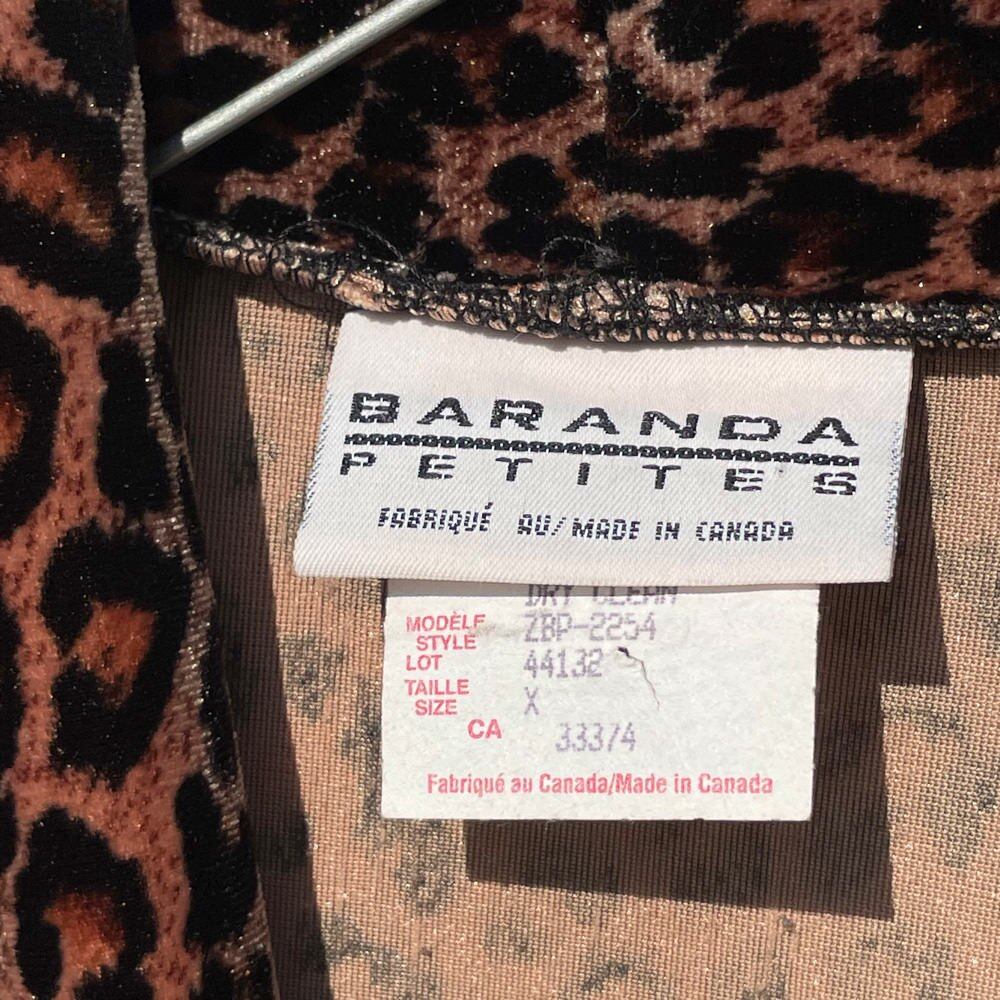 BARANDA
PETITES
FABRIQUÉ AU/MADE IN CANADA
DRY CLEAN
MODÈLE
STYLE ZBP-2254
LOT 44132
TAILLE
SIZE X
CA 33374
Fabriqué au Canada/Made in Canada